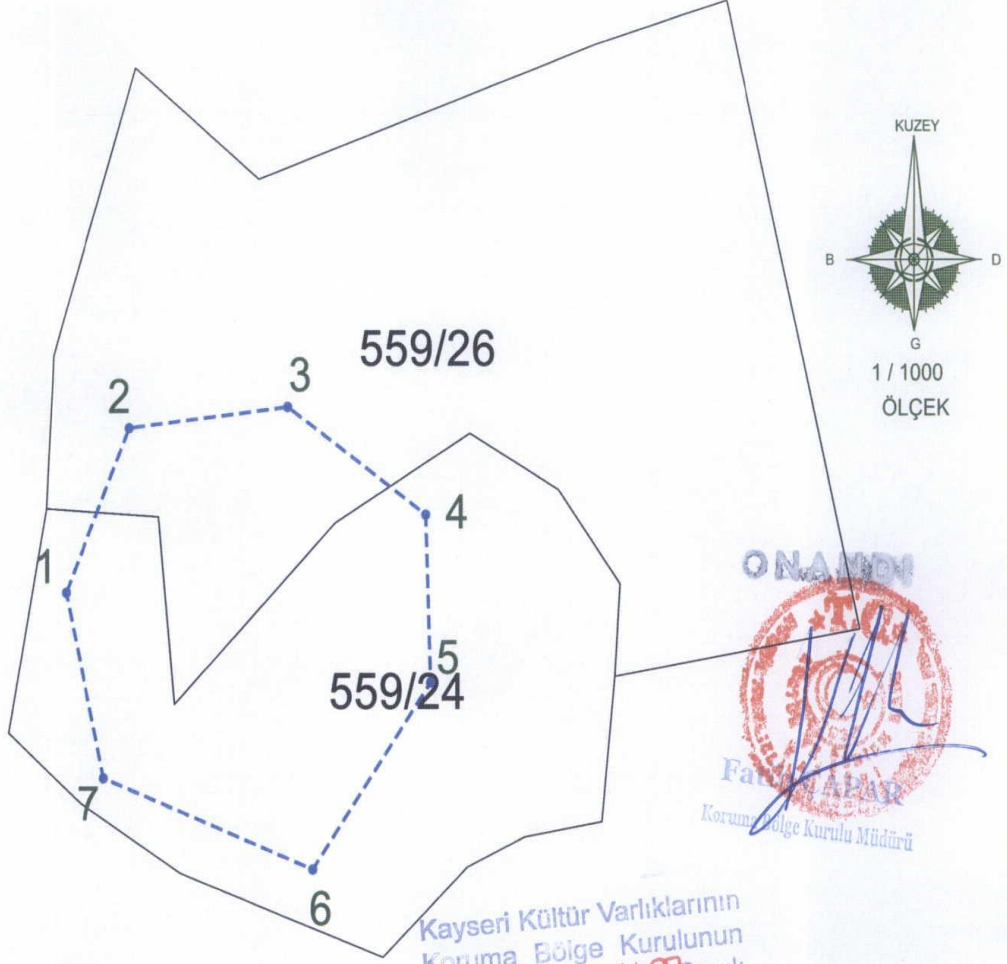 KUZEY
B
D
G
1 / 1000
ÖLÇEK
559/26
2
3
4
1
5
559/24
7
6
ONANDI
T.C.
Koruma Bölge Kurulu Müdürü
Kayseri Kültür Varlıklarının
Koruma Bölge Kurulunun